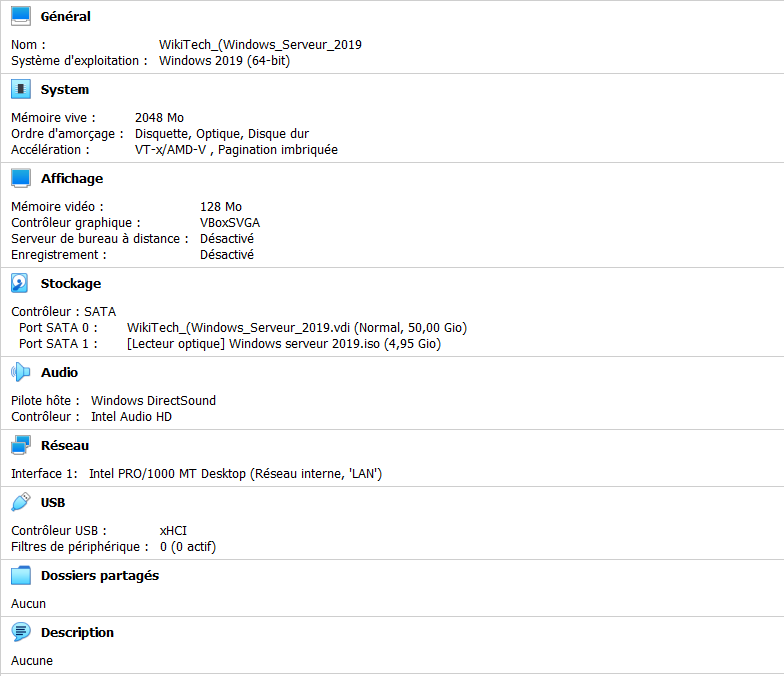 Général
Nom : WikiTech_(Windows_Serveur_2019
Système d'exploitation : Windows 2019 (64-bit)
System
Mémoire vive : 2048 Mo
Ordre d'amorçage : Disquette, Optique, Disque dur
Accélération : VT-x/AMD-V , Pagination imbriquée
Affichage
Mémoire vidéo : 128 Mo
Contrôleur graphique : VBoxSVGA
Serveur de bureau à distance : Désactivé
Enregistrement : Désactivé
Stockage
Contrôleur : SATA
Port SATA 0 : WikiTech_(Windows_Serveur_2019.vdi (Normal, 50,00 Gio)
Port SATA 1 : [Lecteur optique] Windows serveur 2019.iso (4,95 Gio)
Audio
Pilote hôte : Windows DirectSound
Contrôleur : Intel Audio HD
Réseau
Interface 1: Intel PRO/1000 MT Desktop (Réseau interne, 'LAN')
USB
Contrôleur USB : xHCI
Filtres de périphérique : 0 (0 actif)
Dossiers partagés
Aucun
Description
Aucune